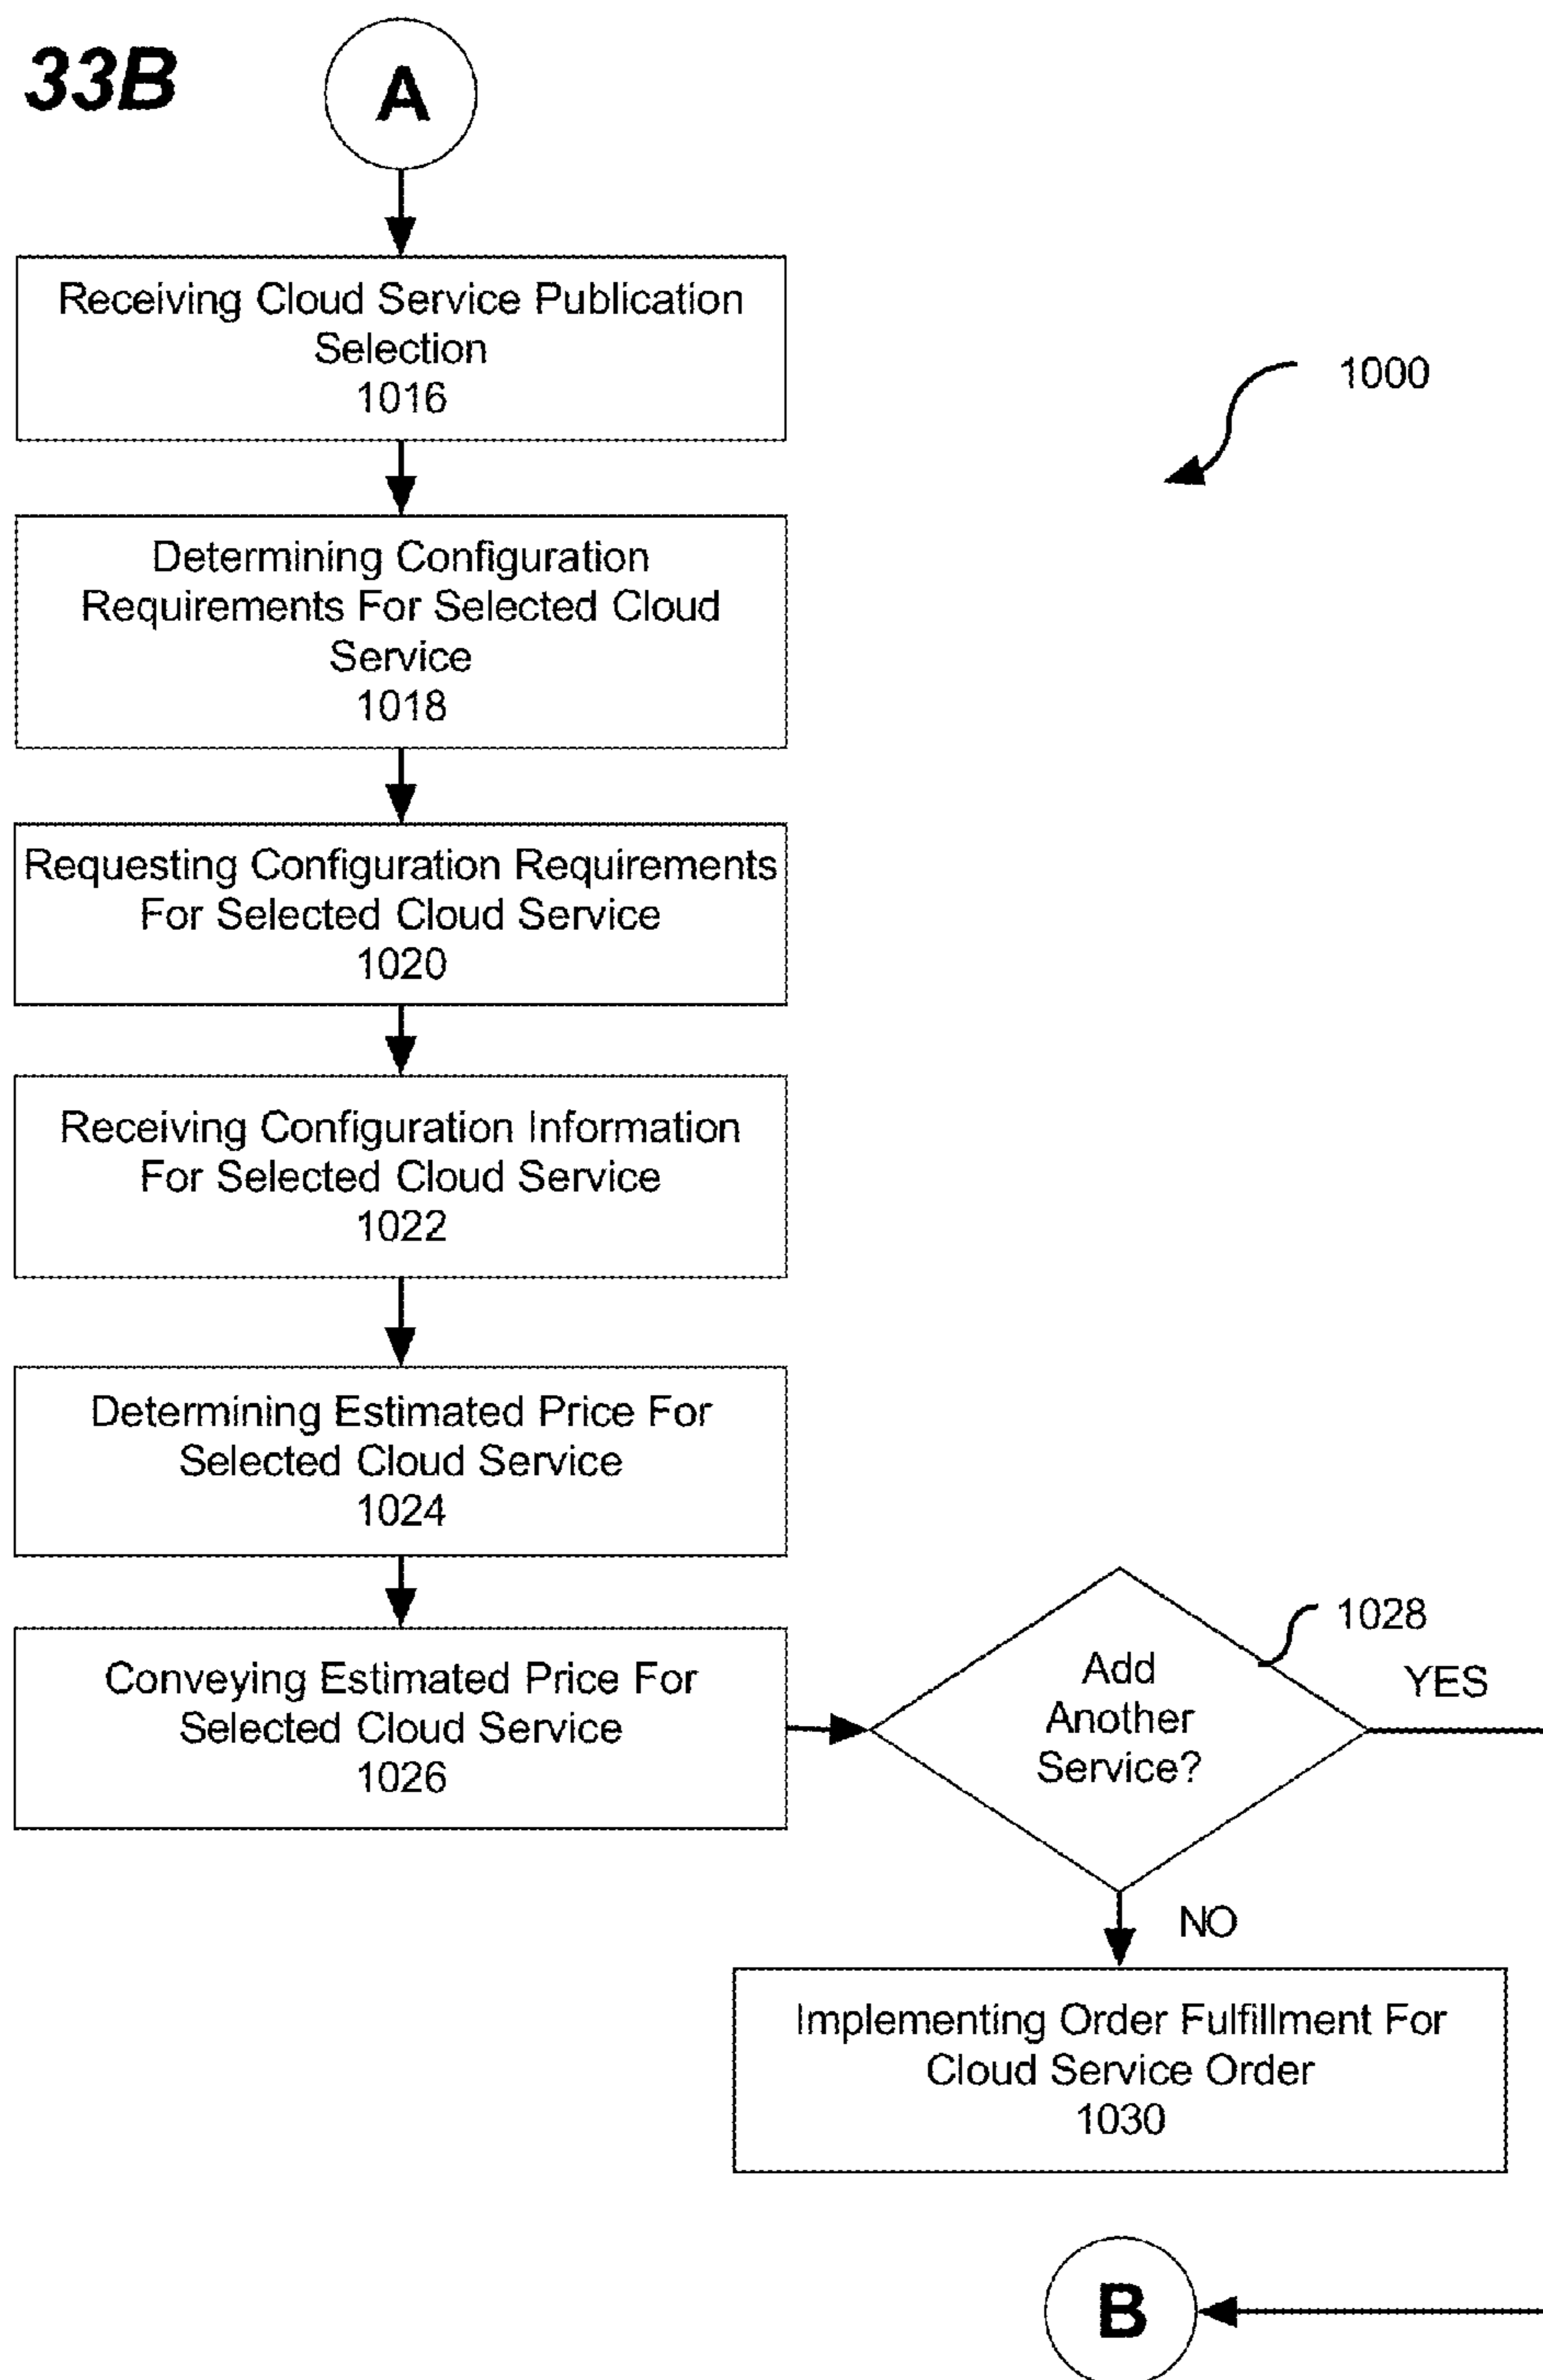 33B
A
Receiving Cloud Service Publication
Selection
1016
1000
Determining Configuration
Requirements For Selected Cloud
Service
1018
Requesting Configuration Requirements
For Selected Cloud Service
1020
Receiving Configuration Information
For Selected Cloud Service
1022
Determining Estimated Price For
Selected Cloud Service
1024
Conveying Estimated Price For
Selected Cloud Service
1026
Add
Another
Service?
1028
YES
NO
Implementing Order Fulfillment For
Cloud Service Order
1030
B